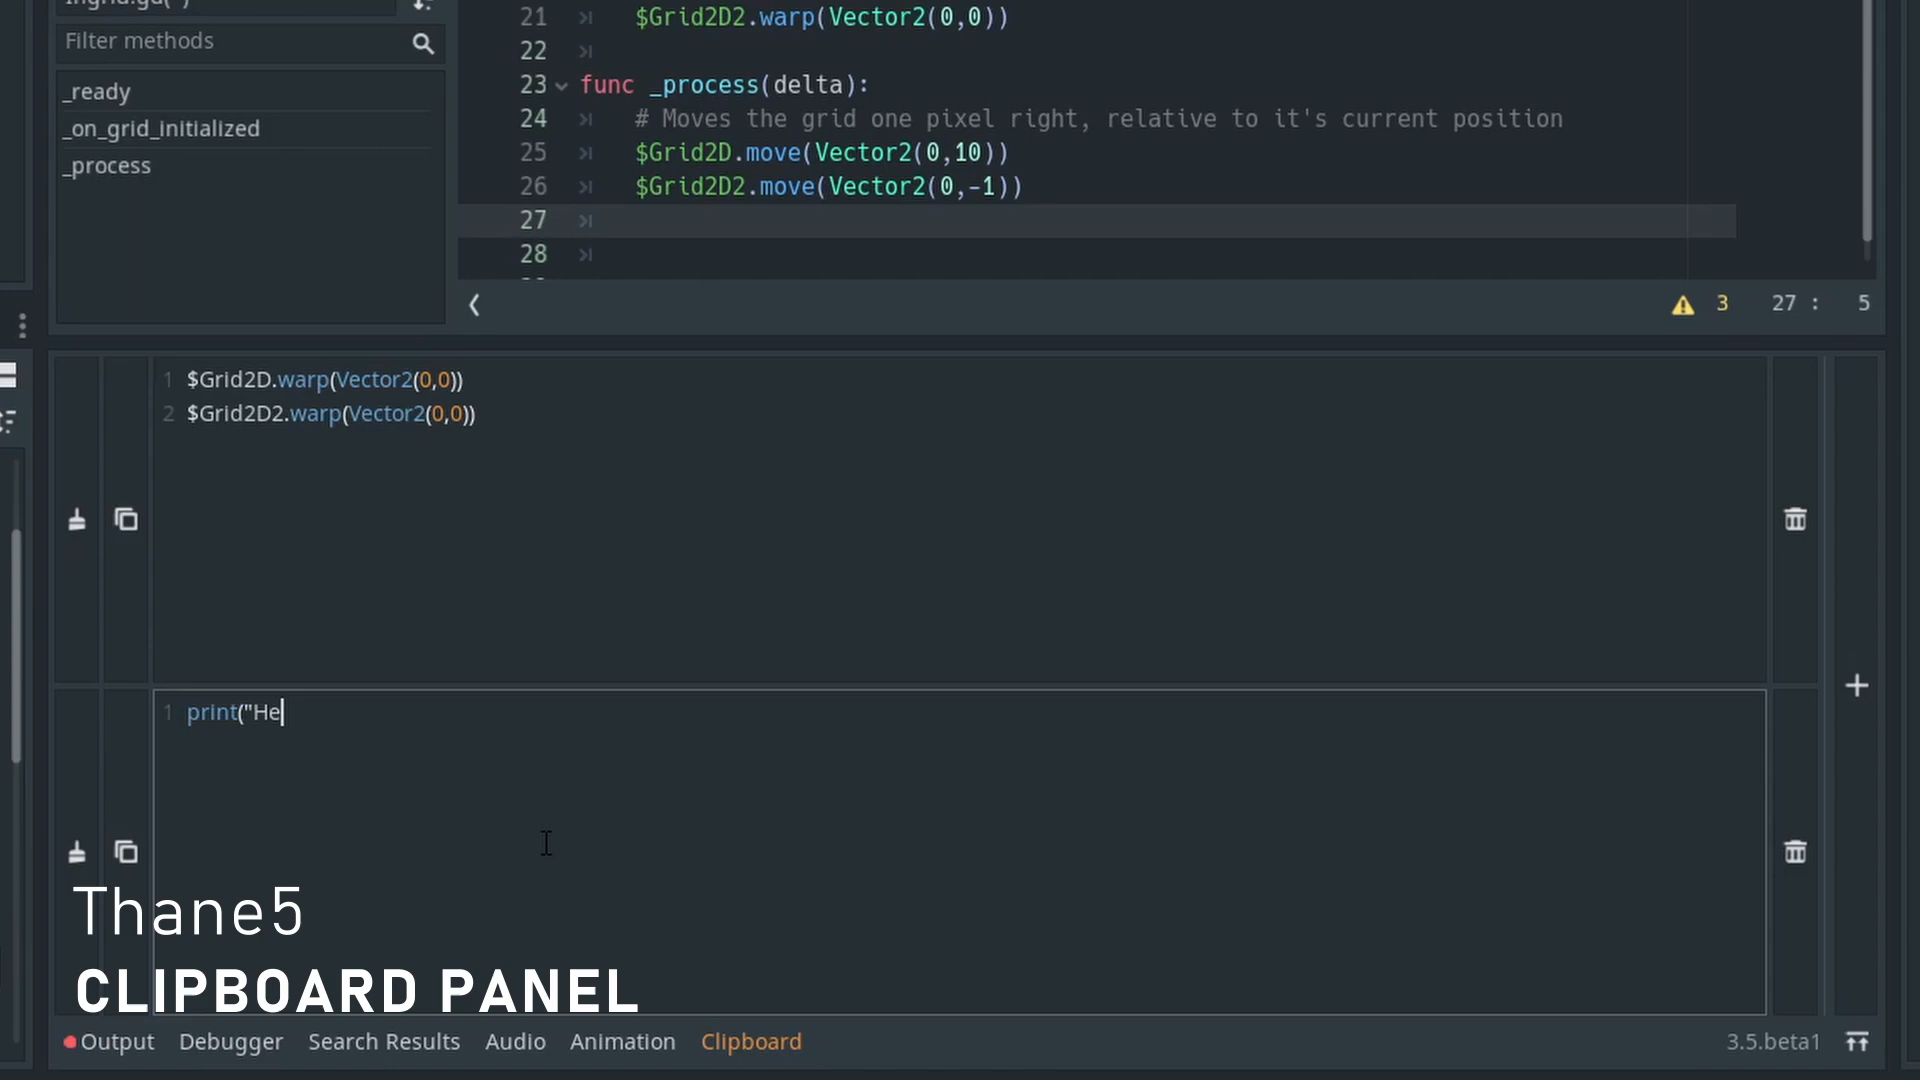 Filter methods
_ready
_on_grid_initialized
_process
21 $Grid2D2.warp(Vector2(0,0))
22
23 func _process(delta):
24 # Moves the grid one pixel right, relative to it's current position
25 $Grid2D.move(Vector2(0,10))
26 $Grid2D2.move(Vector2(0,-1))
27
28
3 27 : 5
1 $Grid2D.warp(Vector2(0,0))
2 $Grid2D2.warp(Vector2(0,0))
1 print("He
Thane5
CLIPBOARD PANEL
Output Debugger Search Results Audio Animation Clipboard 3.5.beta1